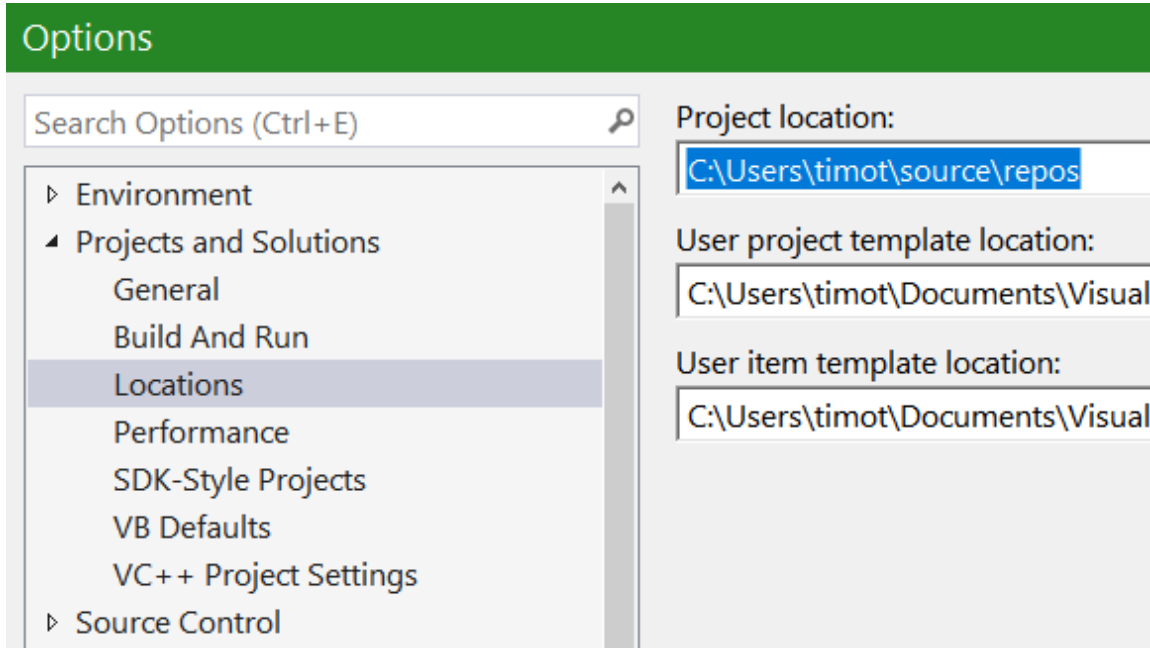 Options
Search Options (Ctrl+E)
Environment
Projects and Solutions
General
Build And Run
Locations
Performance
SDK-Style Projects
VB Defaults
VC++ Project Settings
Source Control
Project location:
C:\Users\timot\source\repos
User project template location:
C:\Users\timot\Documents\Visual
User item template location:
C:\Users\timot\Documents\Visual